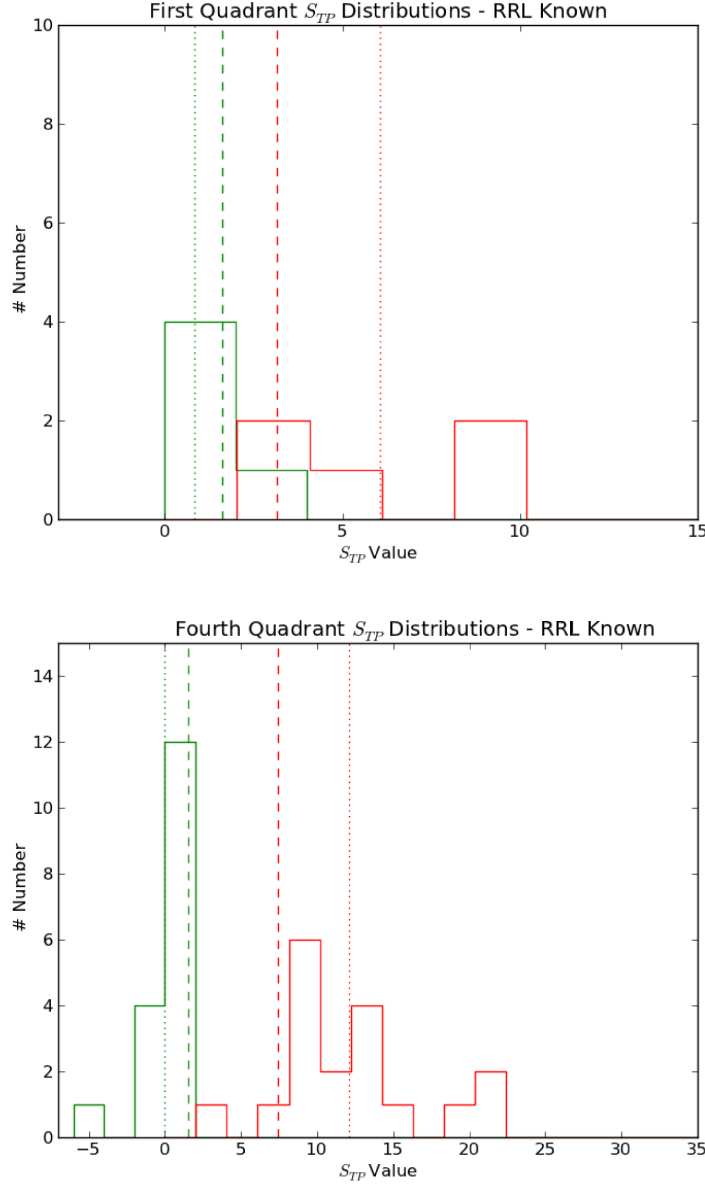 First Quadrant S_TP Distributions - RRL Known
10
8
6
4
2
0
# Number
0 5 10 15
S_TP Value
Fourth Quadrant S_TP Distributions - RRL Known
14
12
10
8
6
4
2
0
# Number
−5 0 5 10 15 20 25 30 35
S_TP Value